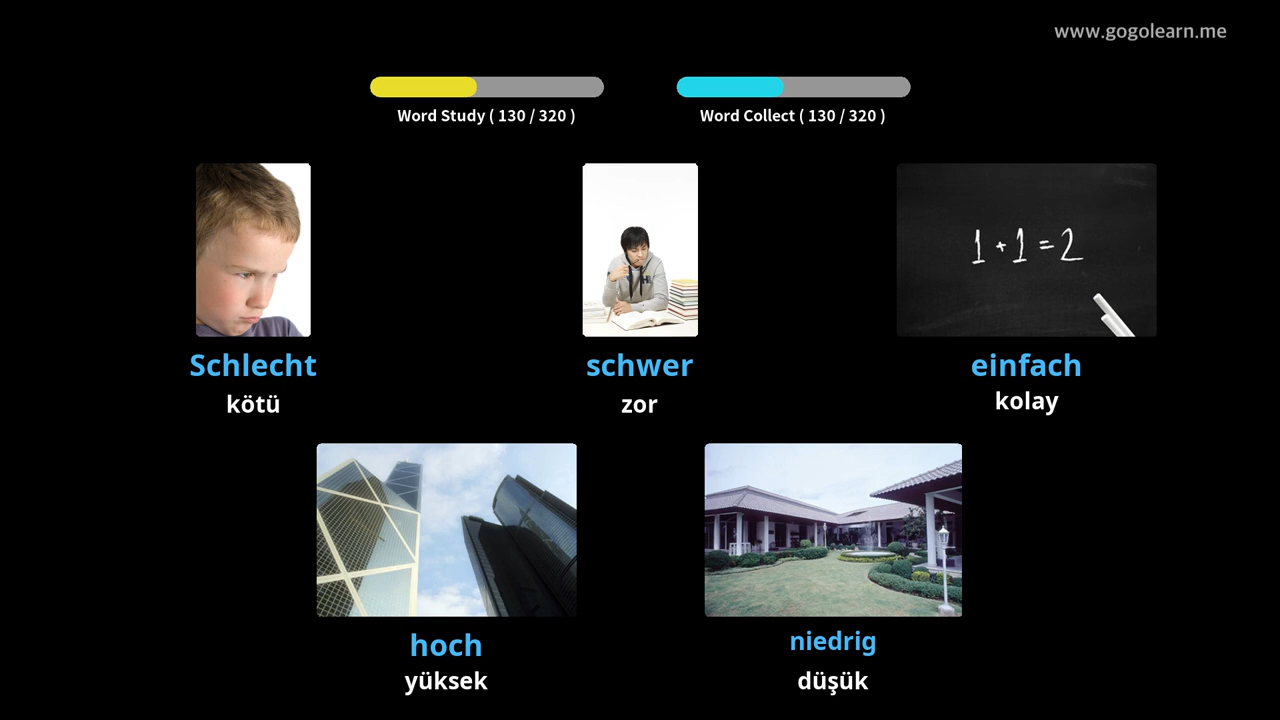 www.gogolearn.me
Word Study ( 130 / 320 )
Word Collect ( 130 / 320 )
1 + 1 = 2
Schlecht
kötü
schwer
zor
einfach
kolay
hoch
yüksek
niedrig
düşük